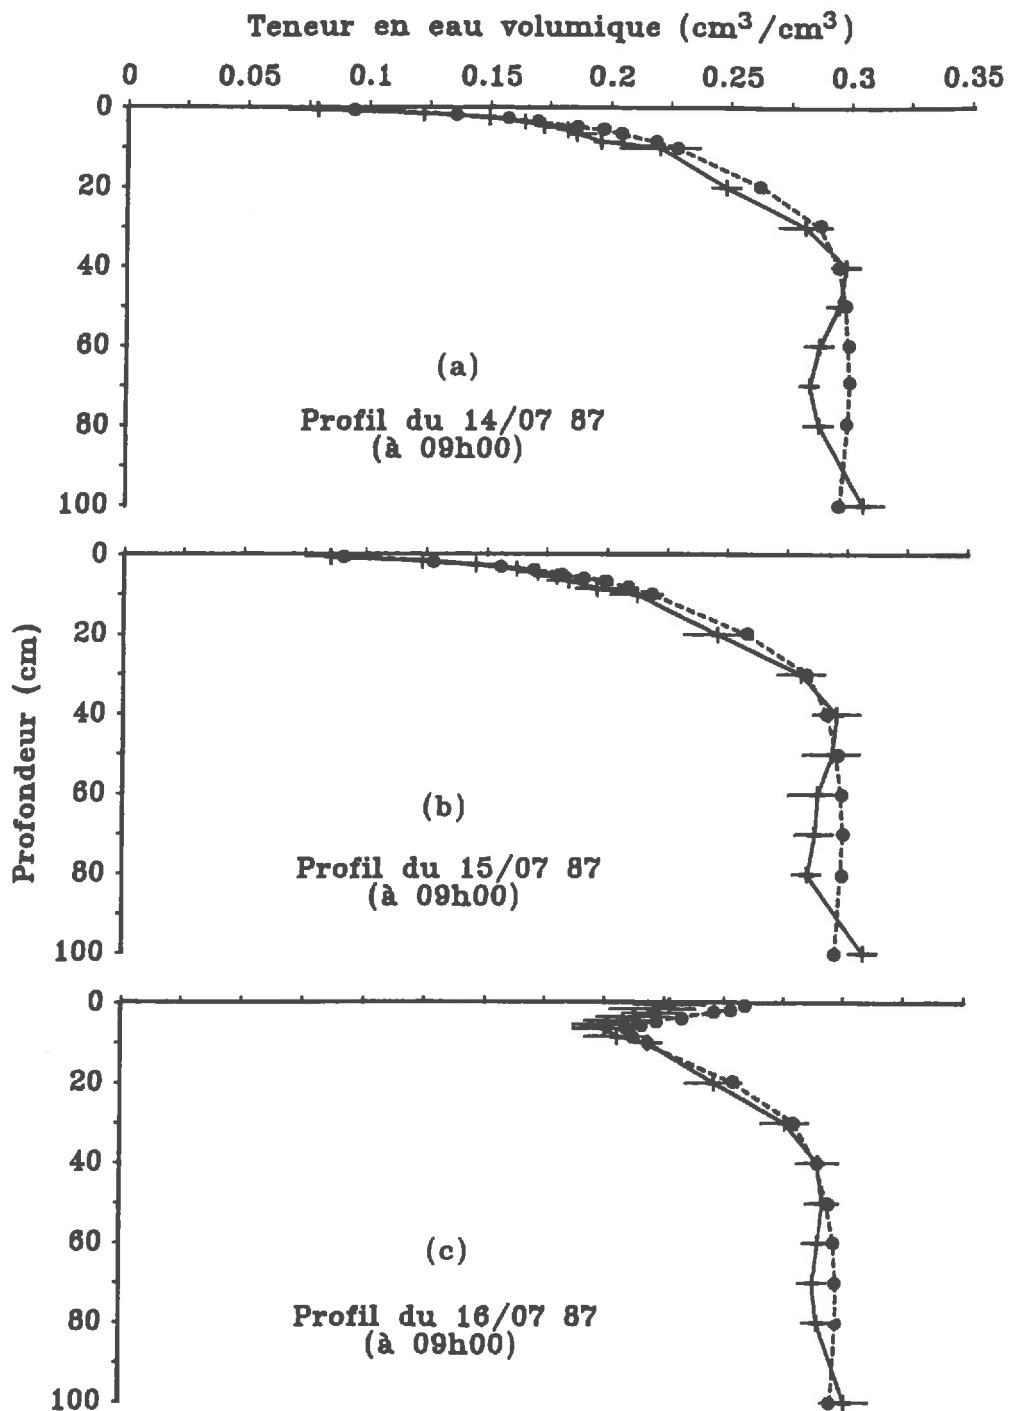 Teneur en eau volumique (cm³/cm³)
0 0.05 0.1 0.15 0.2 0.25 0.3 0.35
0
20
40
60
80
100
(a)
Profil du 14/07 87
(à 09h00)
Profondeur (cm)
0
20
40
60
80
100
(b)
Profil du 15/07 87
(à 09h00)
0
20
40
60
80
100
(c)
Profil du 16/07 87
(à 09h00)